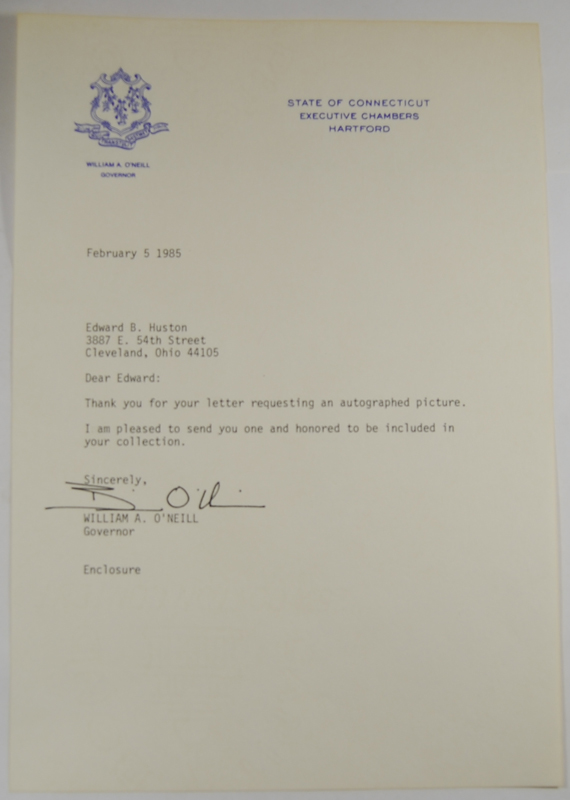 STATE OF CONNECTICUT
EXECUTIVE CHAMBERS
HARTFORD
WILLIAM A. O'NEILL
GOVERNOR
February 5 1985
Edward B. Huston
3887 E. 54th Street
Cleveland, Ohio 44105
Dear Edward:
Thank you for your letter requesting an autographed picture.
I am pleased to send you one and honored to be included in
your collection.
Sincerely,
Bill O'Neill
WILLIAM A. O'NEILL
Governor
Enclosure